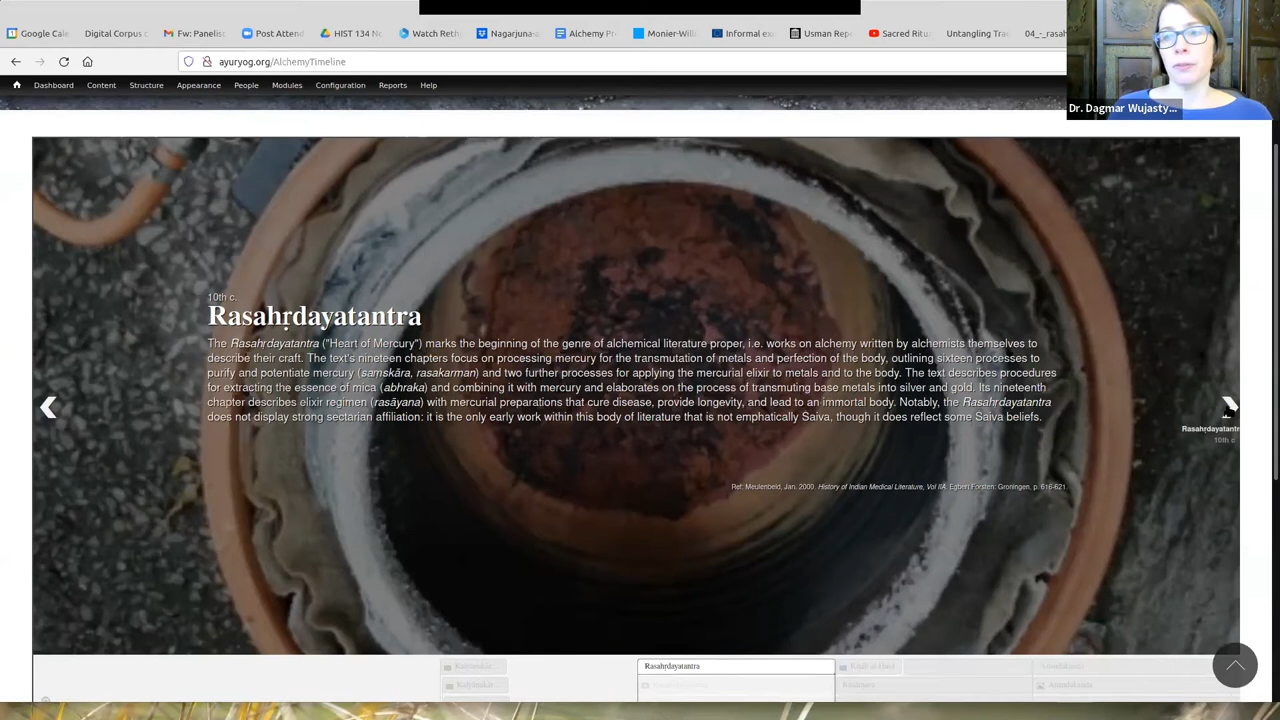 Google Cale
Digital Corpus c
Fw: Panelis
HIST 134 N
Post Attend
Watch Reth
Nagarjuna
Alchemy Pr
Monier-Willi
Informal ex
Usman Rep
Sacred Ritu
Untangling Tra
04_-_rasah
ayuryog.org/AlchemyTimeline
Dashboard Content Structure Appearance People Modules Configuration Reports Help
Dr. Dagmar Wujasty...
10th c.
Rasahṛdayatantra
The Rasahṛdayatantra ("Heart of Mercury") marks the beginning of the genre of alchemical literature proper, i.e. works on alchemy written by alchemists themselves to
describe their craft. The text's nineteen chapters focus on processing mercury for the transmutation of metals and perfection of the body, outlining sixteen processes to
purify and potentiate mercury (saṃskāra, rasakarman) and two further processes for applying the mercurial elixir to metals and to the body. The text describes procedures
for extracting the essence of mica (abhraka) and combining it with mercury and elaborates on the process of transmuting base metals into silver and gold. Its nineteenth
chapter describes elixir regimen (rasāyana) with mercurial preparations that cure disease, provide longevity, and lead to an immortal body. Notably, the Rasahṛdayatantra
does not display strong sectarian affiliation: it is the only early work within this body of literature that is not emphatically Śaiva, though it does reflect some Śaiva beliefs.
Rasahṛdayatantr
10th c
Ref: Meulenbeld, Jan. 2000. History of Indian Medical Literature, Vol IIA. Egbert Forsten: Groningen, p. 616-621.
Rasahṛdayatantra